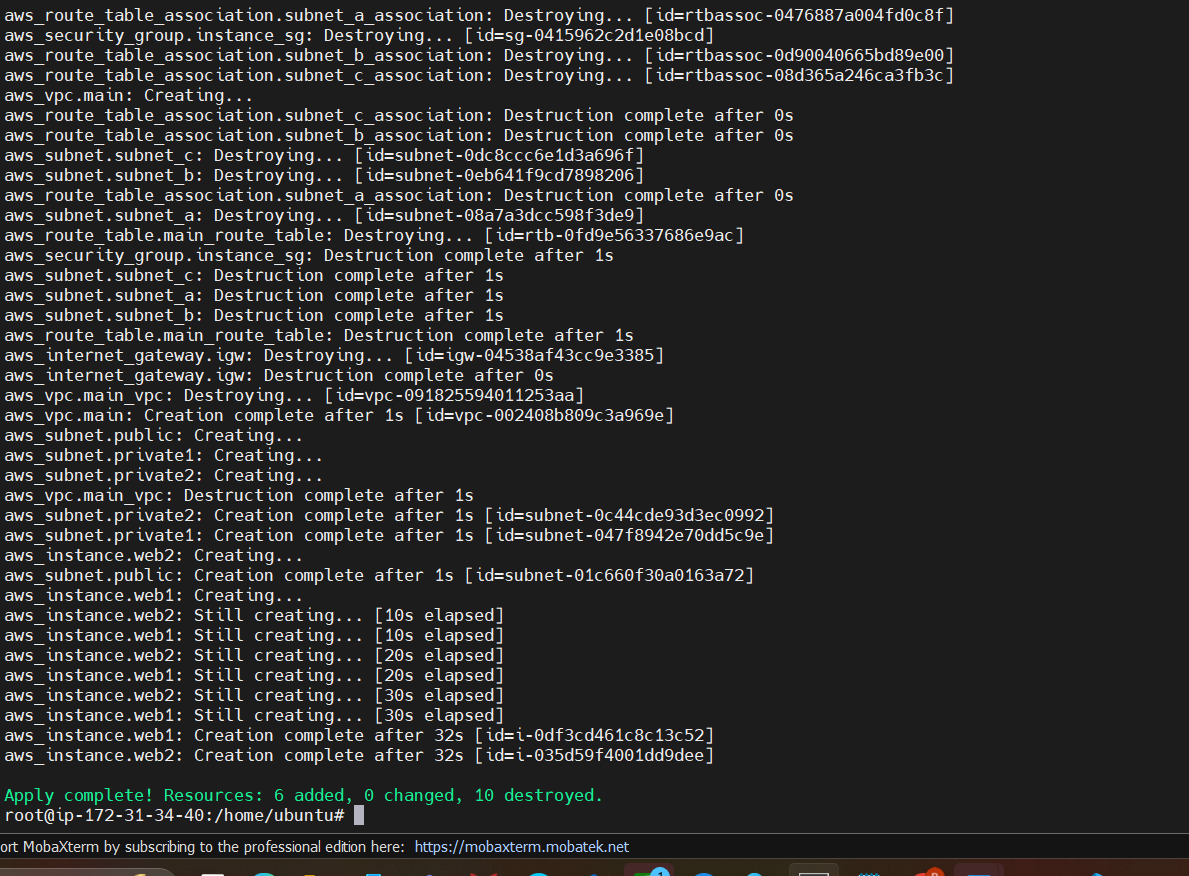 aws_route_table_association.subnet_a_association: Destroying... [id=rtbassoc-0476887a004fd0c8f]
aws_security_group.instance_sg: Destroying... [id=sg-0415962c2d1e08bcd]
aws_route_table_association.subnet_b_association: Destroying... [id=rtbassoc-0d90040665bd89e00]
aws_route_table_association.subnet_c_association: Destroying... [id=rtbassoc-08d365a246ca3fb3c]
aws_vpc.main: Creating...
aws_route_table_association.subnet_c_association: Destruction complete after 0s
aws_route_table_association.subnet_b_association: Destruction complete after 0s
aws_subnet.subnet_c: Destroying... [id=subnet-0dc8ccc6e1d3a696f]
aws_subnet.subnet_b: Destroying... [id=subnet-0eb641f9cd7898206]
aws_route_table_association.subnet_a_association: Destruction complete after 0s
aws_subnet.subnet_a: Destroying... [id=subnet-08a7a3dcc598f3de9]
aws_route_table.main_route_table: Destroying... [id=rtb-0fd9e56337686e9ac]
aws_security_group.instance_sg: Destruction complete after 1s
aws_subnet.subnet_c: Destruction complete after 1s
aws_subnet.subnet_a: Destruction complete after 1s
aws_subnet.subnet_b: Destruction complete after 1s
aws_route_table.main_route_table: Destruction complete after 1s
aws_internet_gateway.igw: Destroying... [id=igw-04538af43cc9e3385]
aws_internet_gateway.igw: Destruction complete after 0s
aws_vpc.main_vpc: Destroying... [id=vpc-091825594011253aa]
aws_vpc.main: Creation complete after 1s [id=vpc-002408b809c3a969e]
aws_subnet.public: Creating...
aws_subnet.private1: Creating...
aws_subnet.private2: Creating...
aws_vpc.main_vpc: Destruction complete after 1s
aws_subnet.private2: Creation complete after 1s [id=subnet-0c44cde93d3ec0992]
aws_subnet.private1: Creation complete after 1s [id=subnet-047f8942e70dd5c9e]
aws_instance.web2: Creating...
aws_subnet.public: Creation complete after 1s [id=subnet-01c660f30a0163a72]
aws_instance.web1: Creating...
aws_instance.web2: Still creating... [10s elapsed]
aws_instance.web1: Still creating... [10s elapsed]
aws_instance.web2: Still creating... [20s elapsed]
aws_instance.web1: Still creating... [20s elapsed]
aws_instance.web2: Still creating... [30s elapsed]
aws_instance.web1: Still creating... [30s elapsed]
aws_instance.web1: Creation complete after 32s [id=i-0df3cd461c8c13c52]
aws_instance.web2: Creation complete after 32s [id=i-035d59f4001dd9dee]
Apply complete! Resources: 6 added, 0 changed, 10 destroyed.
root@ip-172-31-34-40:/home/ubuntu#
ort MobaXterm by subscribing to the professional edition here: https://mobaxterm.mobatek.net